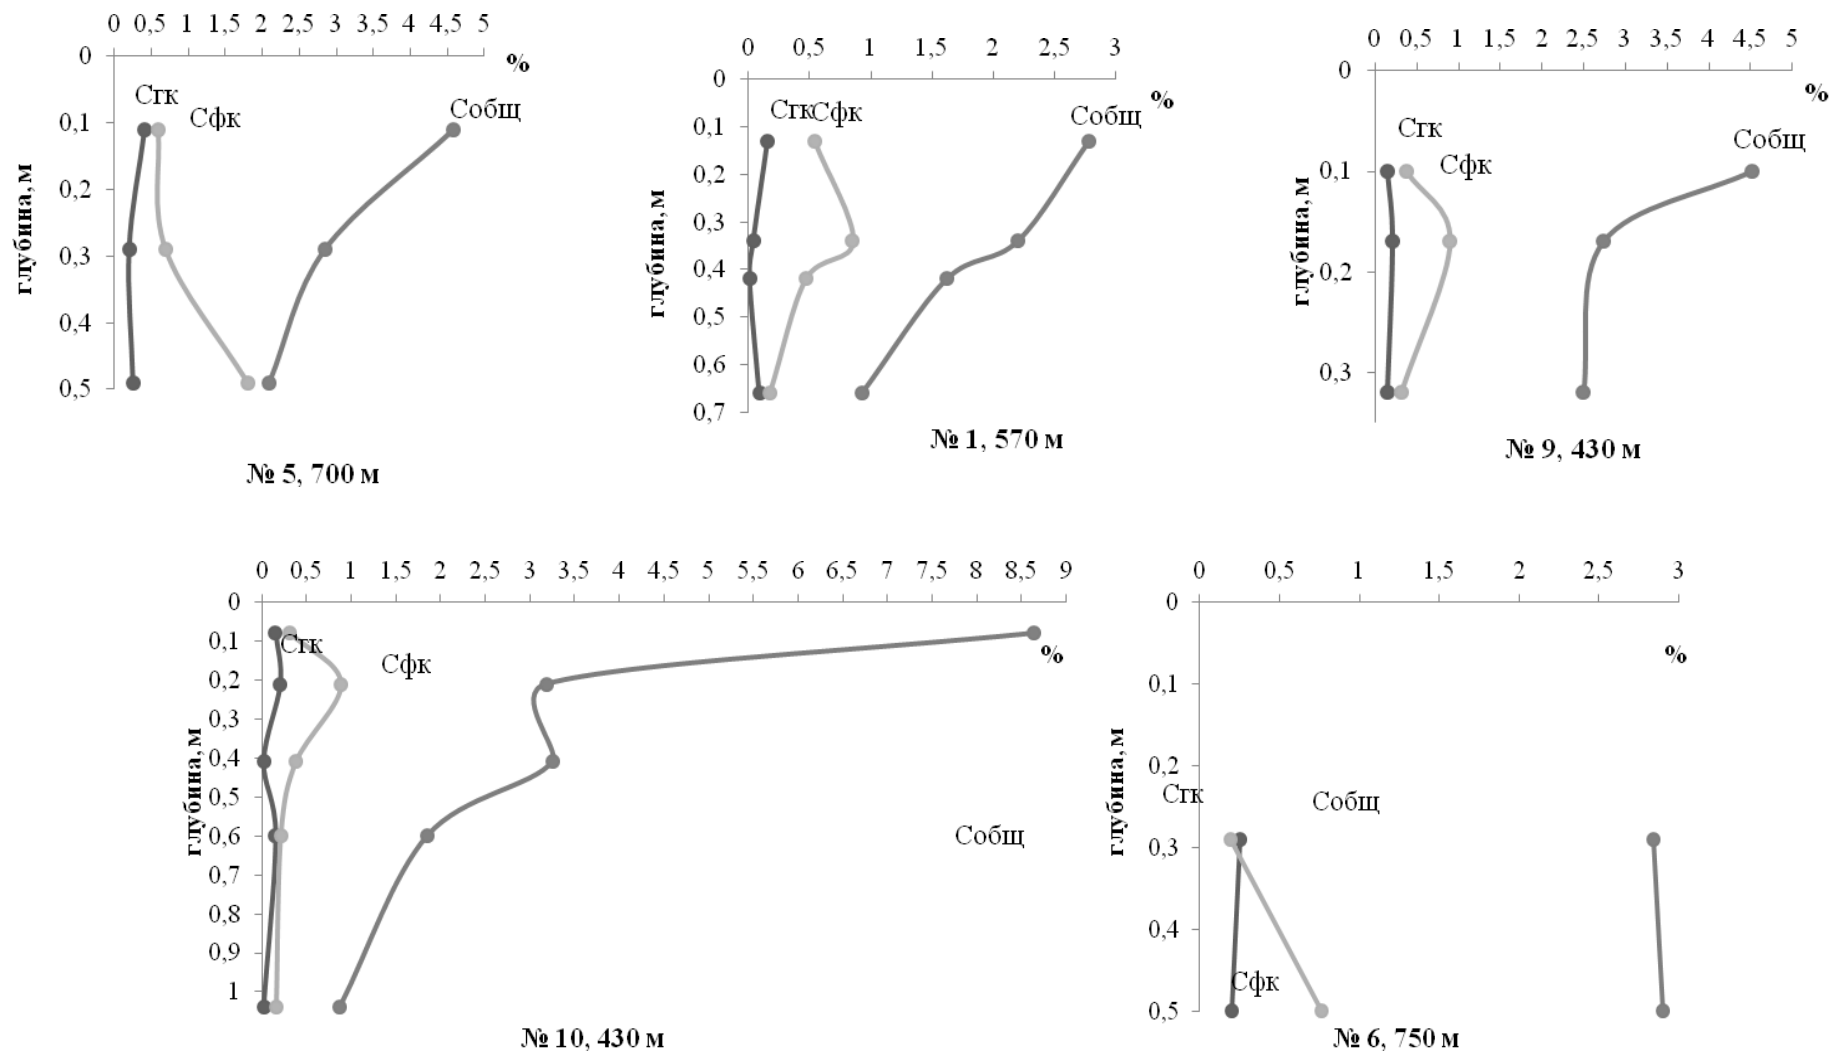 0 0,5 1 1,5 2 2,5 3 3,5 4 4,5 5
%
0
0,1
0,2
0,3
0,4
0,5
глубина,м
Сгк
Сфк
Собщ
№ 5, 700 м
0 0,5 1 1,5 2 2,5 3
%
0
0,1
0,2
0,3
0,4
0,5
0,6
0,7
глубина,м
Сгк
Сфк
Собщ
№ 1, 570 м
0 0,5 1 1,5 2 2,5 3 3,5 4 4,5 5
%
0
0,1
0,2
0,3
глубина,м
Сгк
Сфк
Собщ
№ 9, 430 м
0 0,5 1 1,5 2 2,5 3 3,5 4 4,5 5 5,5 6 6,5 7 7,5 8 8,5 9
%
0
0,1
0,2
0,3
0,4
0,5
0,6
0,7
0,8
0,9
1
глубина,м
Сгк
Сфк
Собщ
№ 10, 430 м
0 0,5 1 1,5 2 2,5 3
%
0
0,1
0,2
0,3
0,4
0,5
глубина,м
Сгк
Собщ
Сфк
№ 6, 750 м